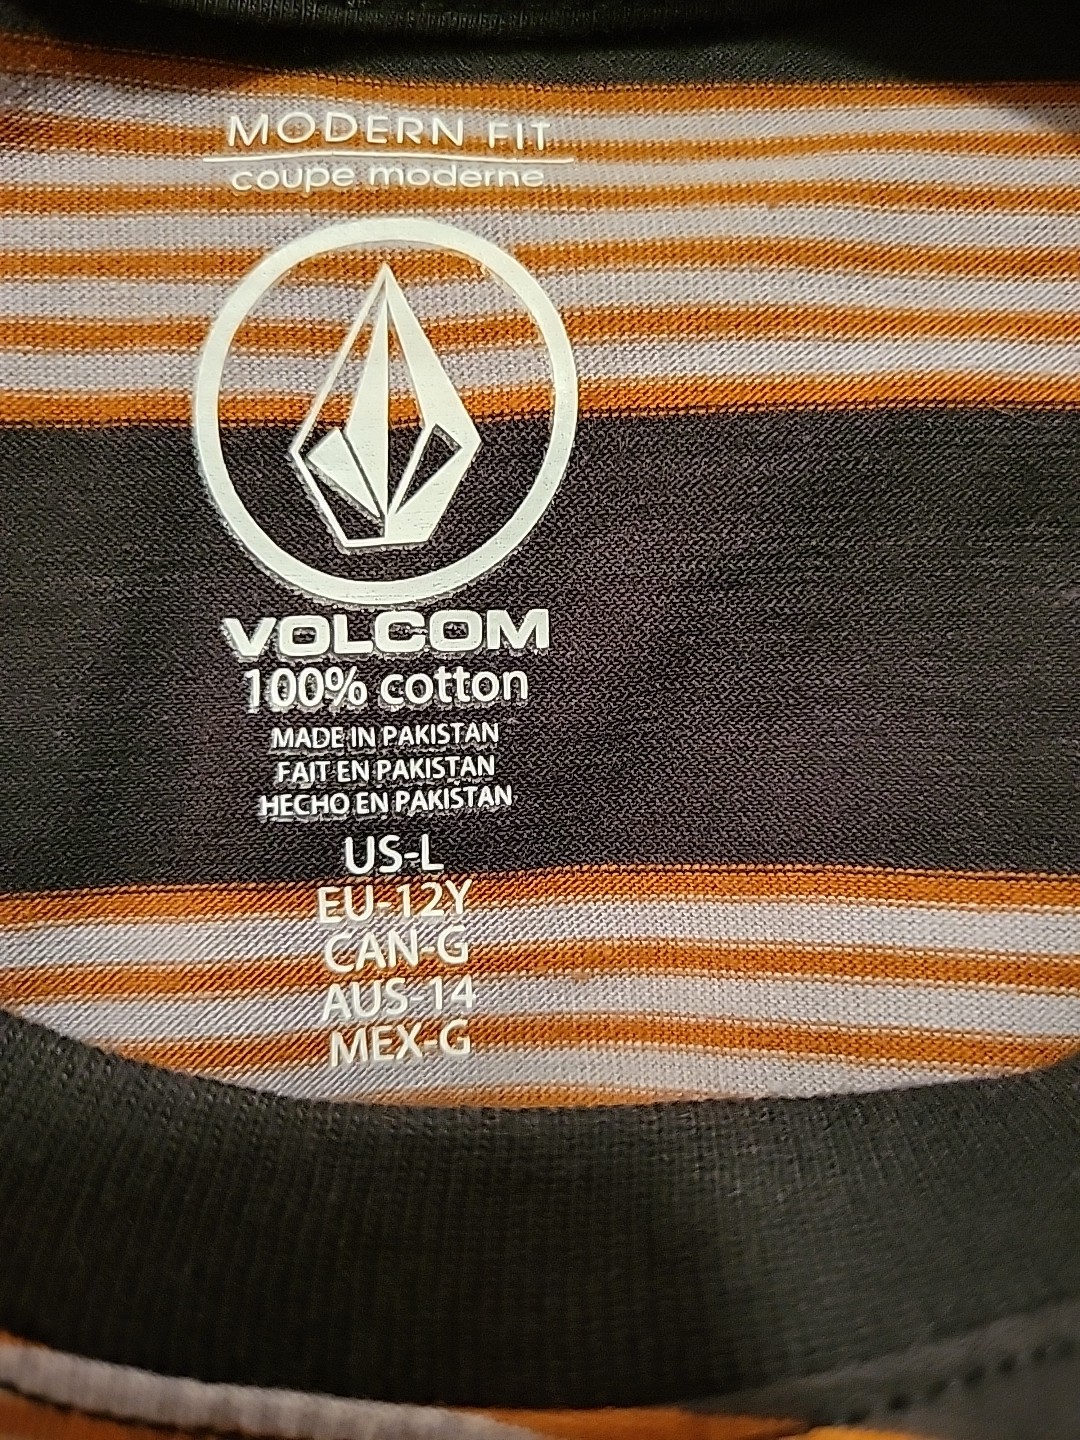 MODERN FIT
coupe moderne
VOLCOM
100% cotton
MADE IN PAKISTAN
FAIT EN PAKISTAN
HECHO EN PAKISTAN
US-L
EU-12Y
CAN-G
AUS-14
MEX-G